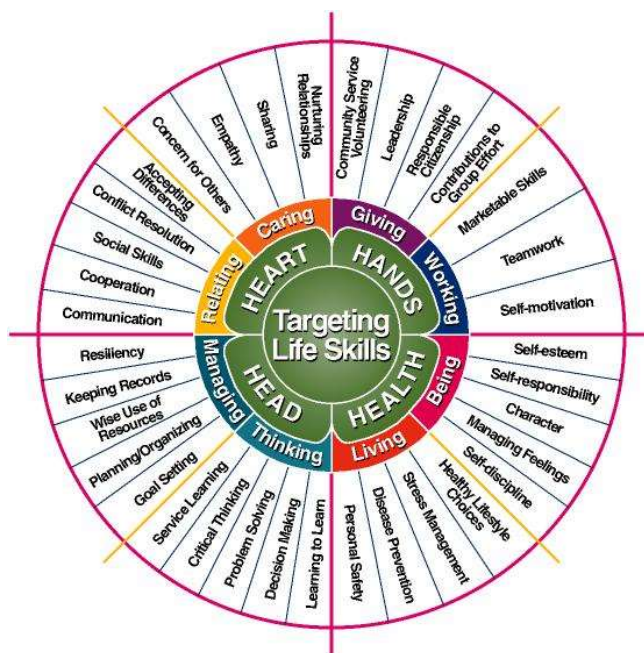 Targeting
Life Skills
HEART
HANDS
HEALTH
HEAD
Relating
Caring
Giving
Working
Being
Living
Thinking
Managing
Communication
Cooperation
Social Skills
Conflict Resolution
Accepting
Differences
Concern for Others
Empathy
Sharing
Nurturing
Relationships
Community Service
Volunteering
Leadership
Responsible
Citizenship
Contributions to
Group Effort
Marketable Skills
Teamwork
Self-motivation
Self-esteem
Self-responsibility
Character
Managing Feelings
Self-discipline
Healthy Lifestyle
Choices
Stress Management
Disease Prevention
Personal Safety
Learning to Learn
Decision Making
Problem Solving
Critical Thinking
Service Learning
Goal Setting
Planning/Organizing
Wise Use of
Resources
Keeping Records
Resiliency